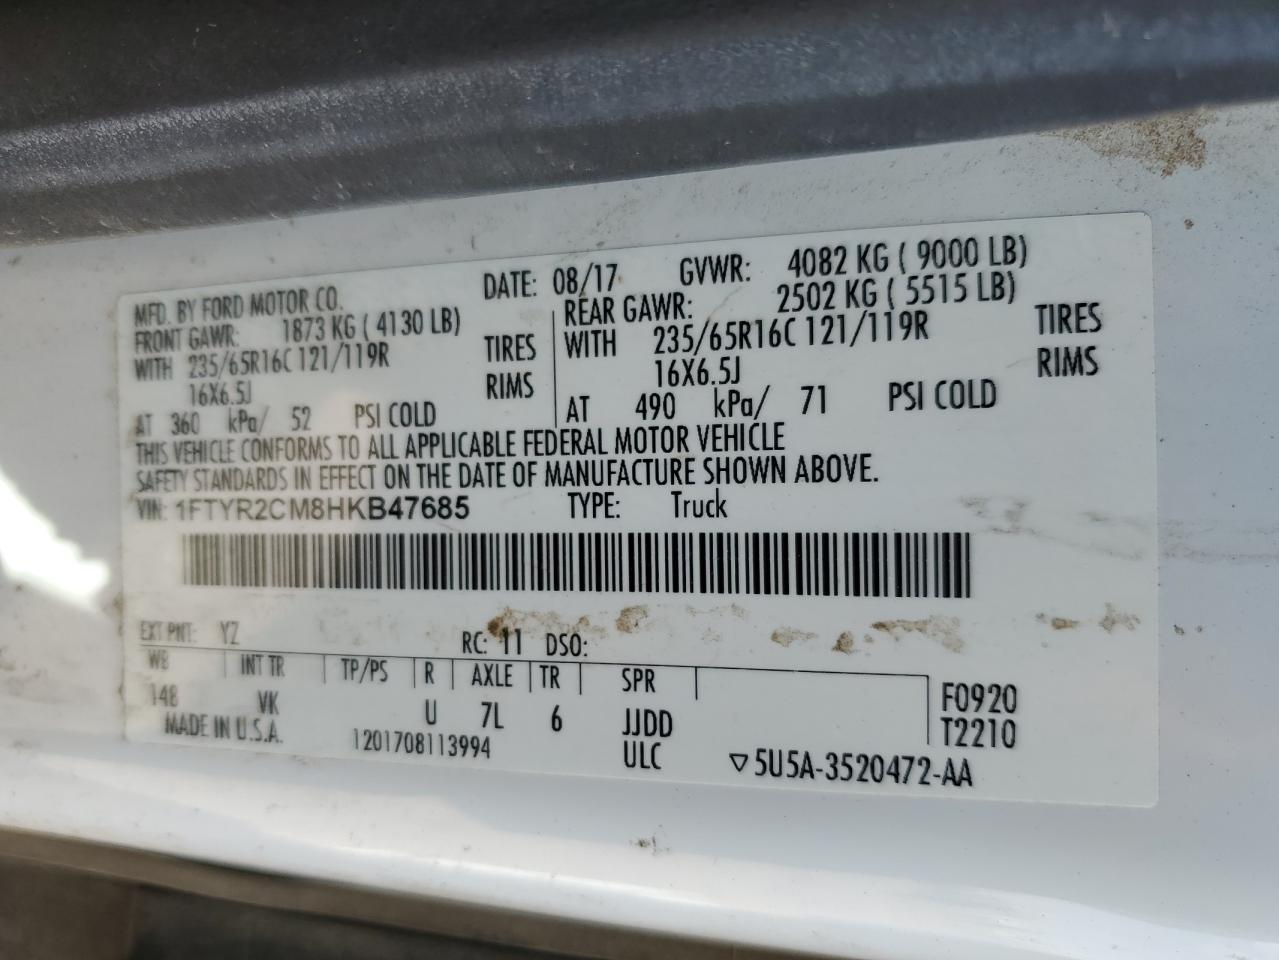 MFD. BY FORD MOTOR CO. DATE: 08/17 GVWR: 4082 KG ( 9000 LB)
FRONT GAWR: 1873 KG ( 4130 LB) REAR GAWR: 2502 KG ( 5515 LB)
WITH 235/65R16C 121/119R TIRES WITH 235/65R16C 121/119R TIRES
16X6.5J RIMS 16X6.5J RIMS
AT 360 kPa/ 52 PSI COLD AT 490 kPa/ 71 PSI COLD
THIS VEHICLE CONFORMS TO ALL APPLICABLE FEDERAL MOTOR VEHICLE
SAFETY STANDARDS IN EFFECT ON THE DATE OF MANUFACTURE SHOWN ABOVE.
VIN: 1FTYR2CM8HKB47685 TYPE: Truck
EXT PNT: YZ RC: 11 DSO:
WB INT TR TP/PS R AXLE TR SPR
148 VK U 7L 6 JJDD F0920
MADE IN U.S.A. 1201708113994 ULC T2210
▽5U5A-3520472-AA